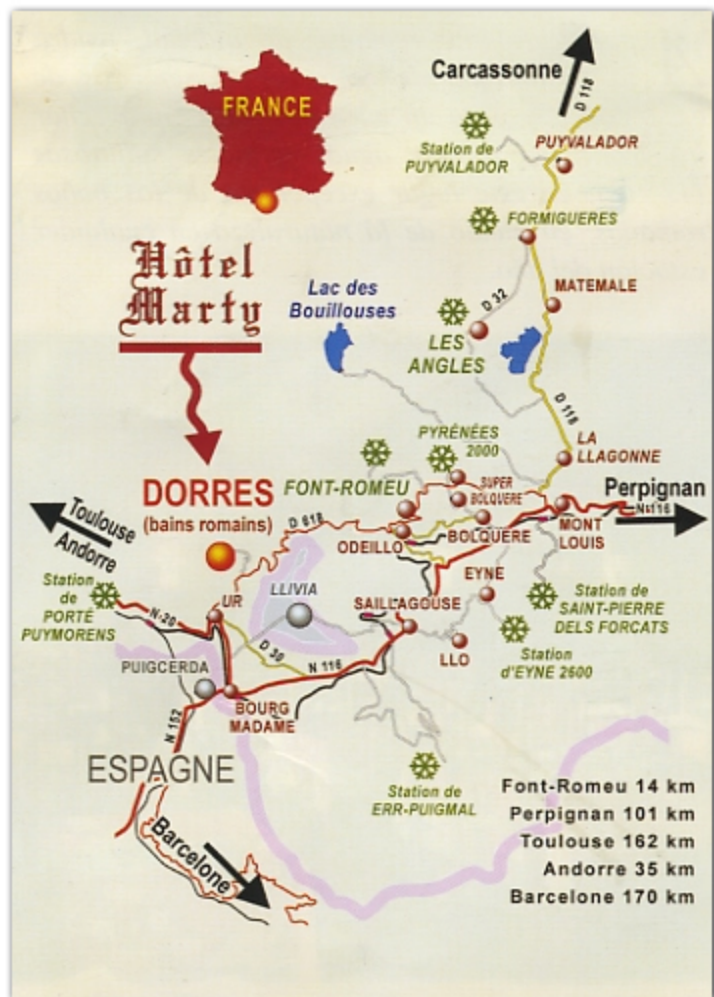 Carcassonne
D 118
FRANCE
Station de
PUYVALADOR
PUYVALADOR
FORMIGUERES
Hôtel
Marty
Lac des
Bouillouses
D 32
MATEMALE
LES
ANGLES
D 118
PYRÉNÉES
2000
LA
LLAGONNE
DORRES
(bains romains)
FONT-ROMEU
SUPER
BOLQUERE
Perpignan
N-116
Toulouse
Andorre
D 618
ODEILLO
BOLQUERE
MONT
LOUIS
Station
de
PORTÉ
PUYMORENS
UR
LLIVIA
EYNE
SAILLAGOUSE
Station de
SAINT-PIERRE
DELS FORCATS
N-20
D 30
N 116
LLO
Station
d'EYNE 2600
PUIGCERDA
BOURG
MADAME
N 152
ESPAGNE
Station de
ERR-PUIGMAL
Barcelone
Font-Romeu 14 km
Perpignan 101 km
Toulouse 162 km
Andorre 35 km
Barcelone 170 km